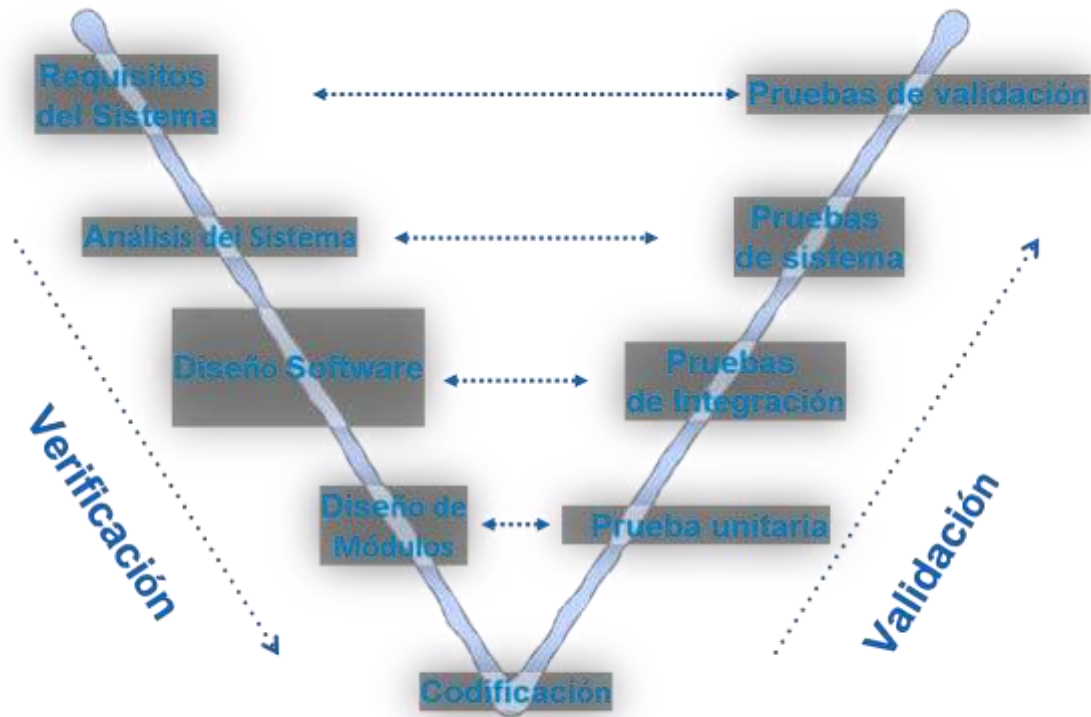 Requisitos
del Sistema
Pruebas de validación
Análisis del Sistema
Pruebas
de sistema
Diseño Software
Pruebas
de Integración
Verificación
Validación
Diseño de
Módulos
Prueba unitaria
Codificación